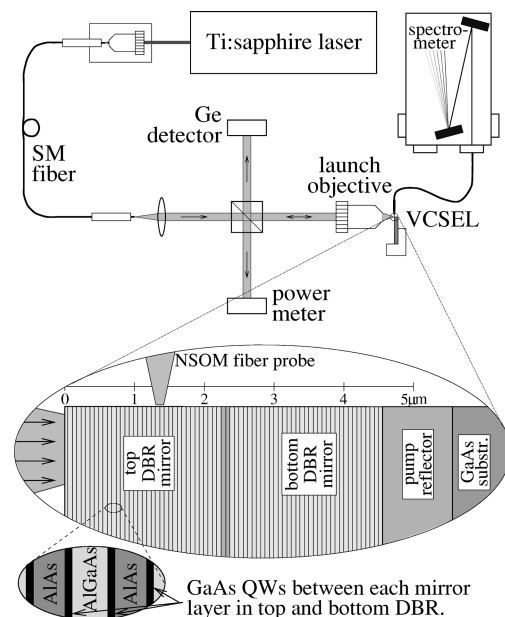 Ti:sapphire laser
spectro-
meter
Ge
detector
SM
fiber
launch
objective
VCSEL
power
meter
NSOM fiber probe
0 1 2 3 4 5μm
top
DBR
mirror
bottom
DBR
mirror
pump
reflector
GaAs
substr.
AlAs
AlGaAs
AlAs
GaAs QWs between each mirror
layer in top and bottom DBR.